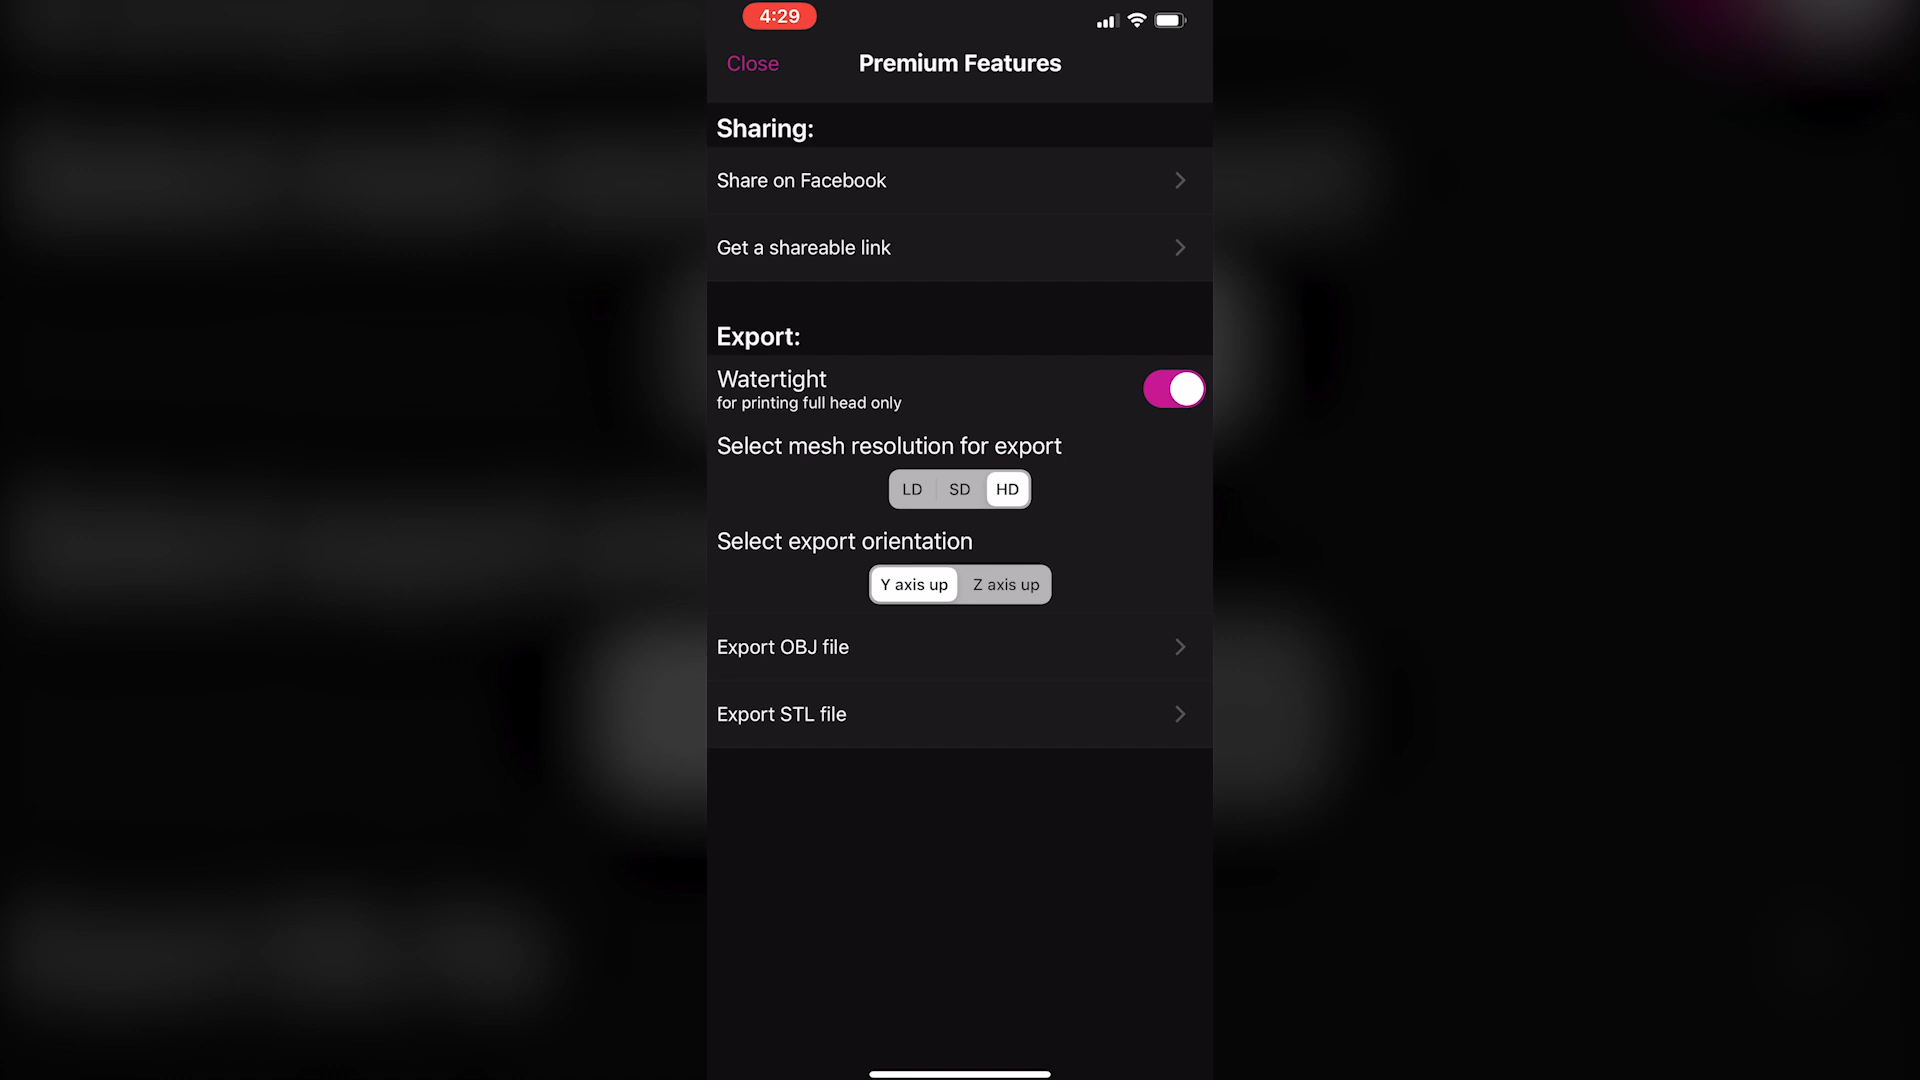 4:29
Close
Premium Features
Sharing:
Share on Facebook
Get a shareable link
Export:
Watertight
for printing full head only
Select mesh resolution for export
LD SD HD
Select export orientation
Y axis up Z axis up
Export OBJ file
Export STL file